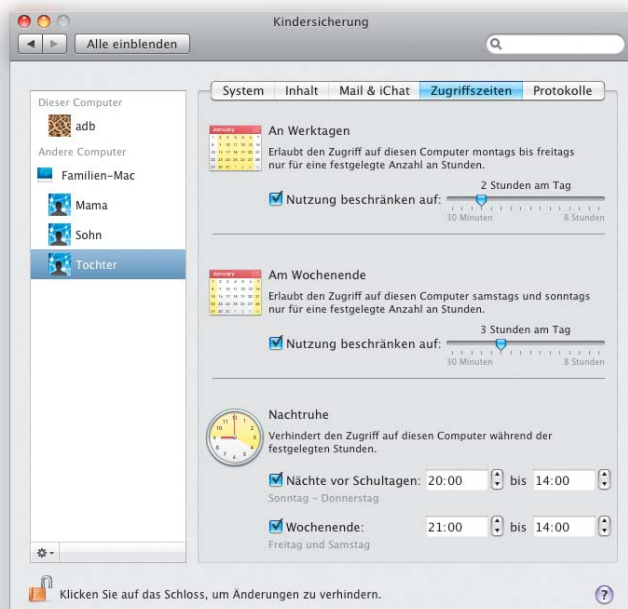 Kindersicherung
Alle einblenden
System Inhalt Mail & iChat Zugriffszeiten Protokolle
Dieser Computer
adb
Andere Computer
Familien-Mac
Mama
Sohn
Tochter
An Werktagen
Erlaubt den Zugriff auf diesen Computer montags bis freitags
nur für eine festgelegte Anzahl an Stunden.
2 Stunden am Tag
Nutzung beschränken auf:
30 Minuten 8 Stunden
Am Wochenende
Erlaubt den Zugriff auf diesen Computer samstags und sonntags
nur für eine festgelegte Anzahl an Stunden.
3 Stunden am Tag
Nutzung beschränken auf:
30 Minuten 8 Stunden
Nachtruhe
Verhindert den Zugriff auf diesen Computer während der
festgelegten Stunden.
Nächte vor Schultagen: 20:00 bis 14:00
Sonntag – Donnerstag
Wochenende: 21:00 bis 14:00
Freitag und Samstag
Klicken Sie auf das Schloss, um Änderungen zu verhindern. ?